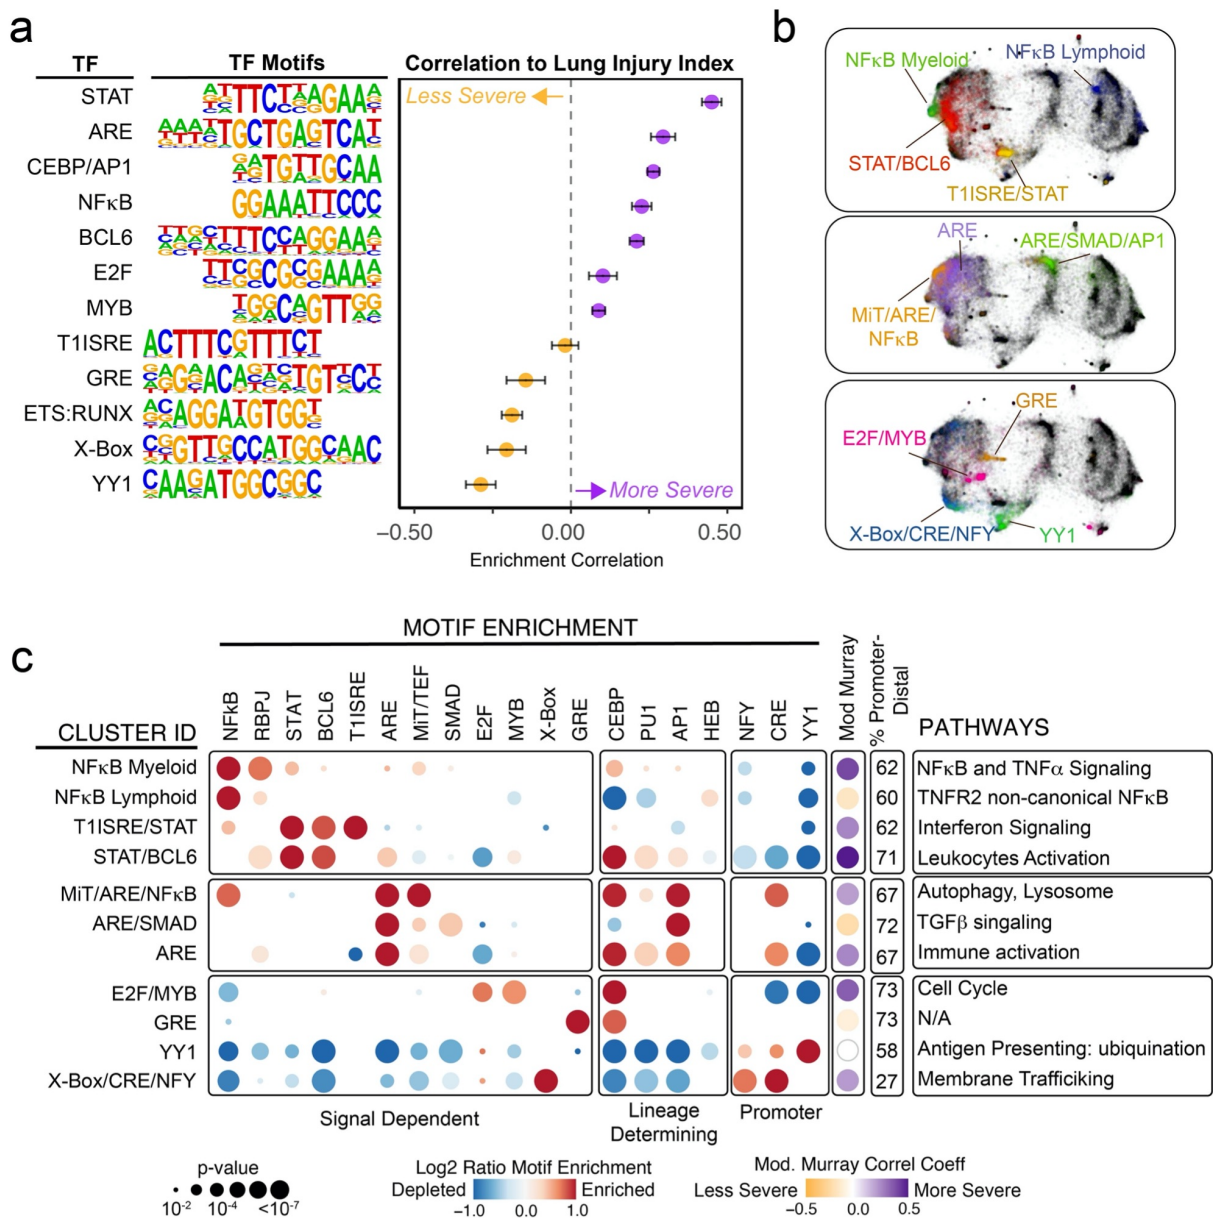 a
TF
TF Motifs
Correlation to Lung Injury Index
Less Severe
STAT
ARE
CEBP/AP1
NFκB
BCL6
E2F
MYB
T1ISRE
GRE
ETS:RUNX
X-Box
YY1
More Severe
−0.50
0.00
0.50
Enrichment Correlation
b
NFκB Myeloid
NFκB Lymphoid
STAT/BCL6
T1ISRE/STAT
ARE
ARE/SMAD/AP1
MiT/ARE/
NFκB
GRE
E2F/MYB
X-Box/CRE/NFY
YY1
c
MOTIF ENRICHMENT
CLUSTER ID
NFkB
RBPJ
STAT
BCL6
T1ISRE
ARE
MiT/TEF
SMAD
E2F
MYB
X-Box
GRE
CEBP
PU1
AP1
HEB
NFY
CRE
YY1
Mod Murray
% Promoter-
Distal
PATHWAYS
NFκB Myeloid 62 NFκB and TNFα Signaling
NFκB Lymphoid 60 TNFR2 non-canonical NFκB
T1ISRE/STAT 62 Interferon Signaling
STAT/BCL6 71 Leukocytes Activation
MiT/ARE/NFκB 67 Autophagy, Lysosome
ARE/SMAD 72 TGFβ singaling
ARE 67 Immune activation
E2F/MYB 73 Cell Cycle
GRE 73 N/A
YY1 58 Antigen Presenting: ubiquination
X-Box/CRE/NFY 27 Membrane Trafficiking
Signal Dependent
Lineage
Determining
Promoter
p-value
10⁻² 10⁻⁴ <10⁻⁷
Log2 Ratio Motif Enrichment
Depleted Enriched
−1.0 0.0 1.0
Mod. Murray Correl Coeff
Less Severe More Severe
−0.5 0.0 0.5